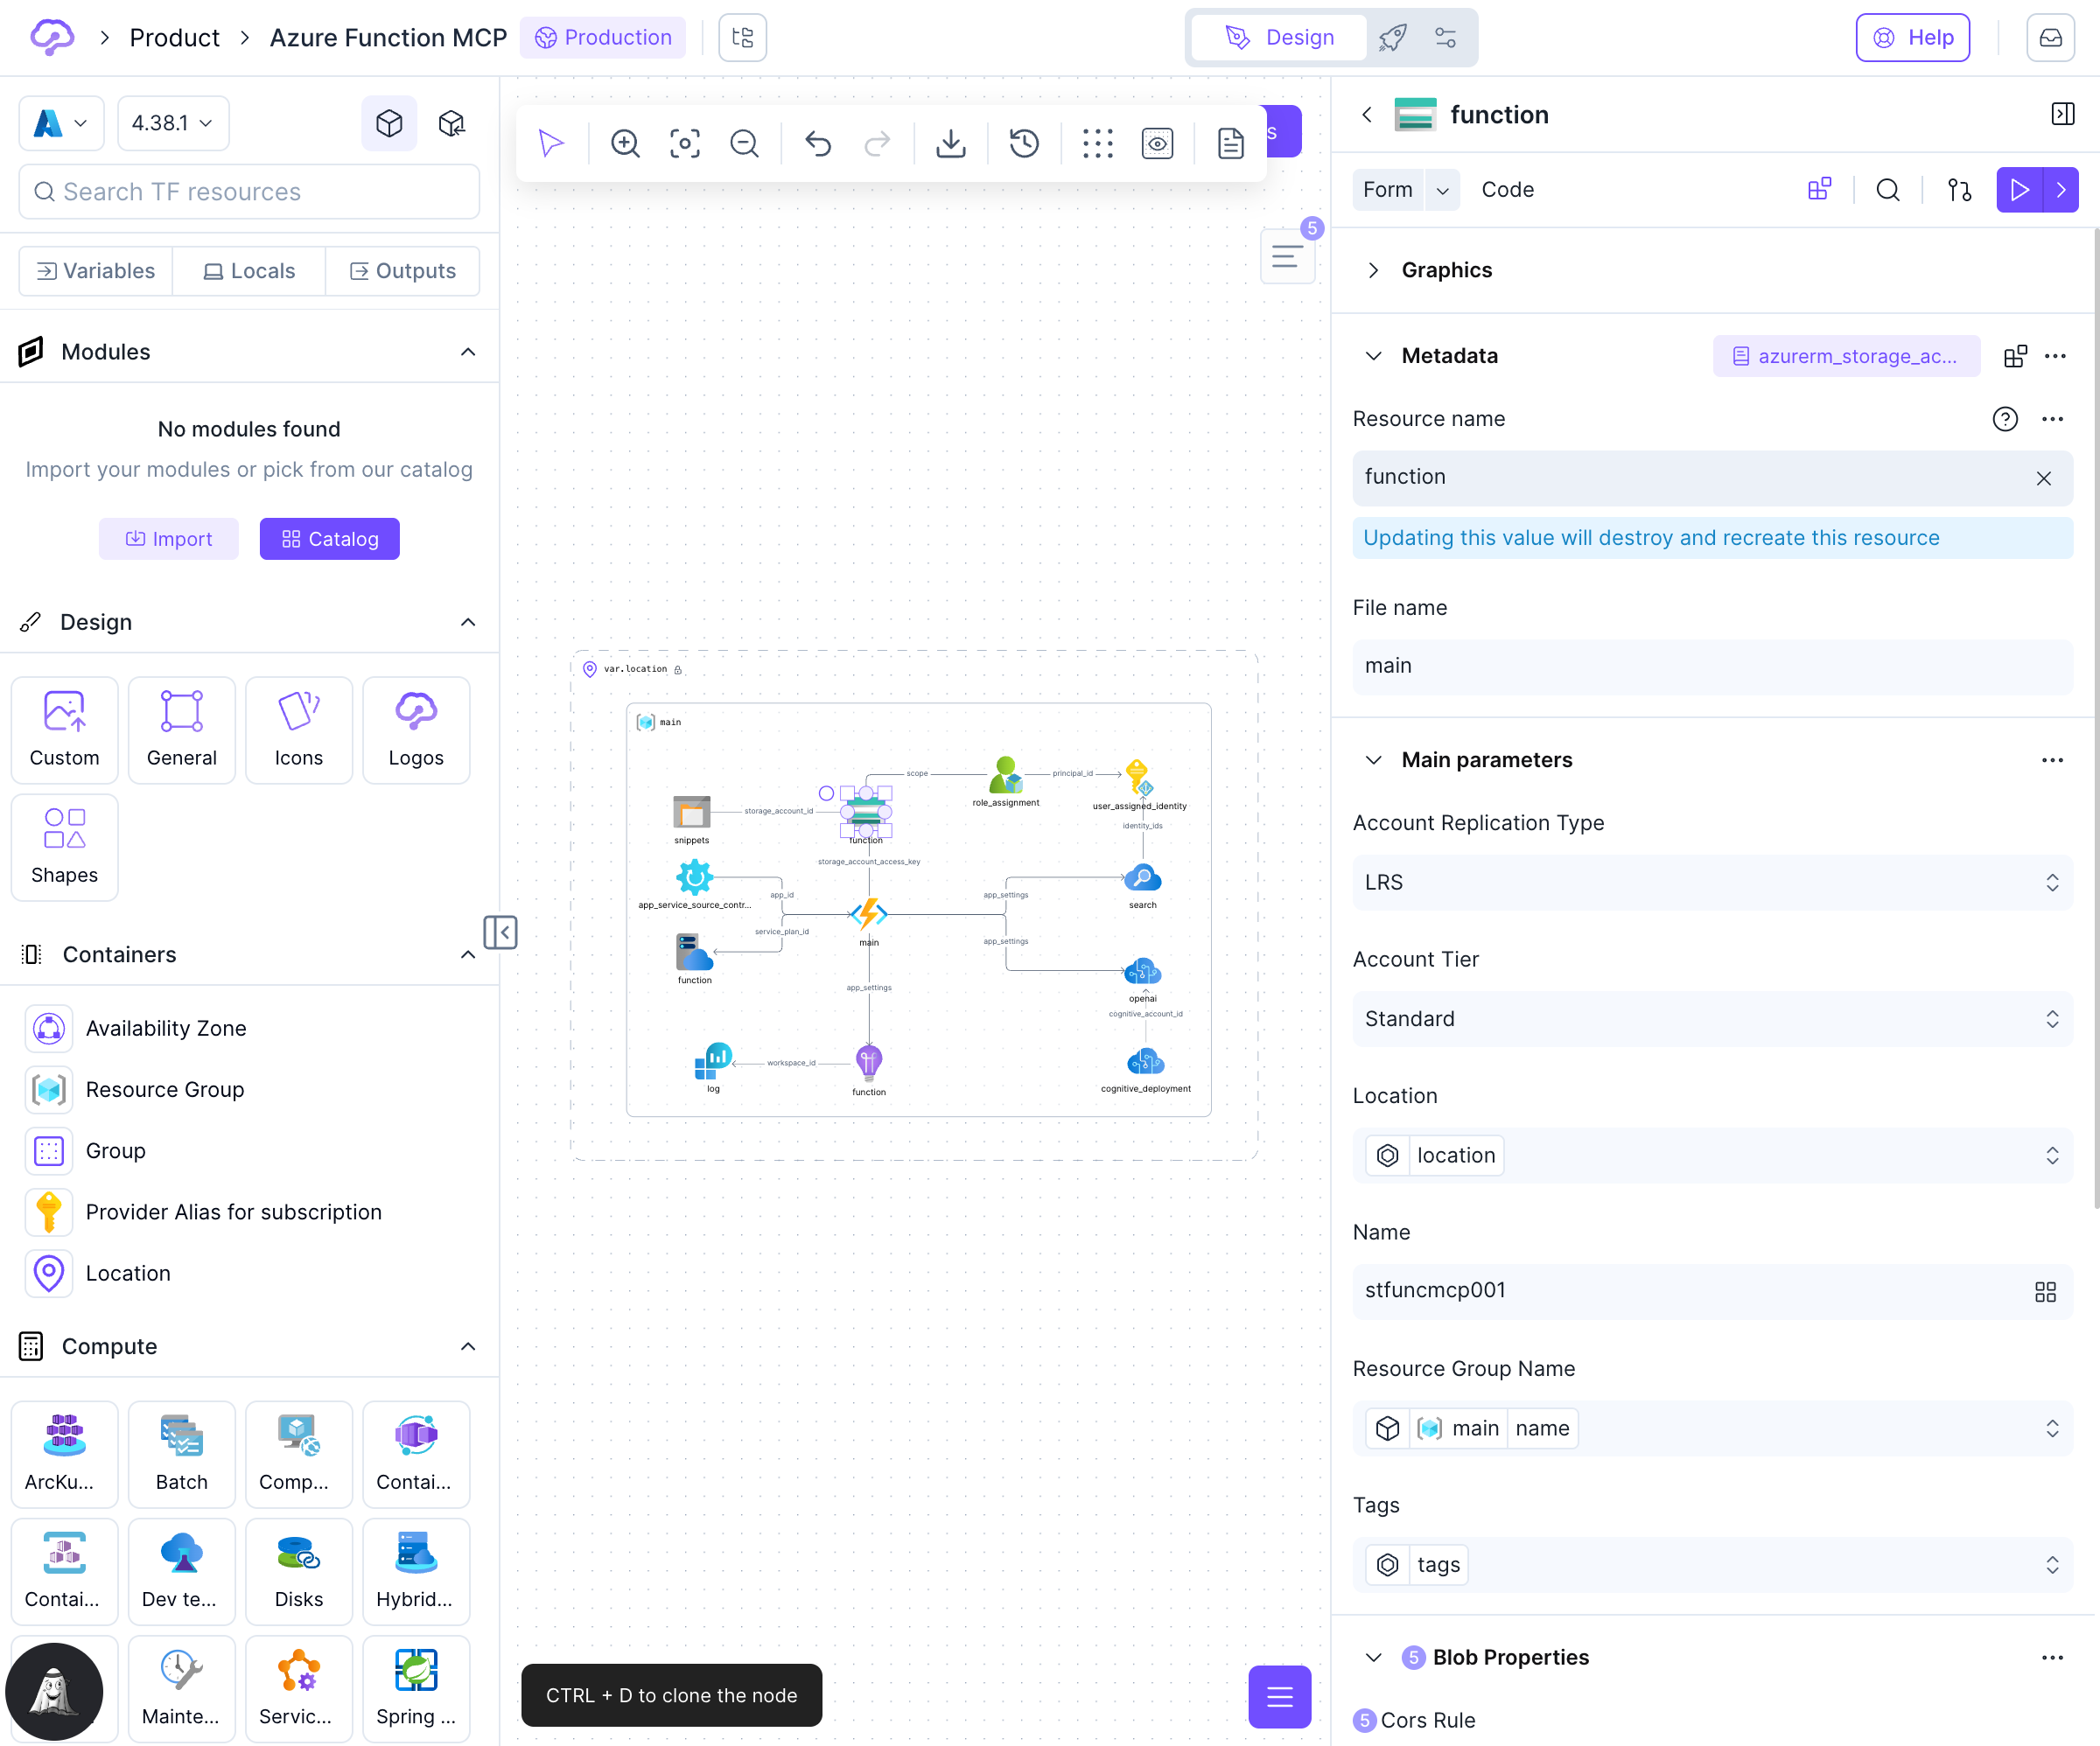 Product
Azure Function MCP
Production
Design
Help
4.38.1
Search TF resources
Variables
Locals
Outputs
Modules
No modules found
Import your modules or pick from our catalog
Import
Catalog
Design
Custom
General
Icons
Logos
Shapes
Containers
Availability Zone
Resource Group
Group
Provider Alias for subscription
Location
Compute
ArcKu...
Batch
Comp...
Contai...
Contai...
Dev te...
Disks
Hybrid...
Mainte...
Servic...
Spring ...
s
5
var.location
main
scope
principal_id
role_assignment
user_assigned_identity
storage_account_id
snippets
function
identity_ids
storage_account_access_key
app_service_source_contr...
app_id
app_settings
search
service_plan_id
main
app_settings
function
app_settings
openai
cognitive_account_id
workspace_id
log
function
cognitive_deployment
CTRL + D to clone the node
function
Form
Code
Graphics
Metadata
azurerm_storage_ac...
Resource name
function
Updating this value will destroy and recreate this resource
File name
main
Main parameters
Account Replication Type
LRS
Account Tier
Standard
Location
location
Name
stfuncmcp001
Resource Group Name
main name
Tags
tags
5 Blob Properties
5 Cors Rule